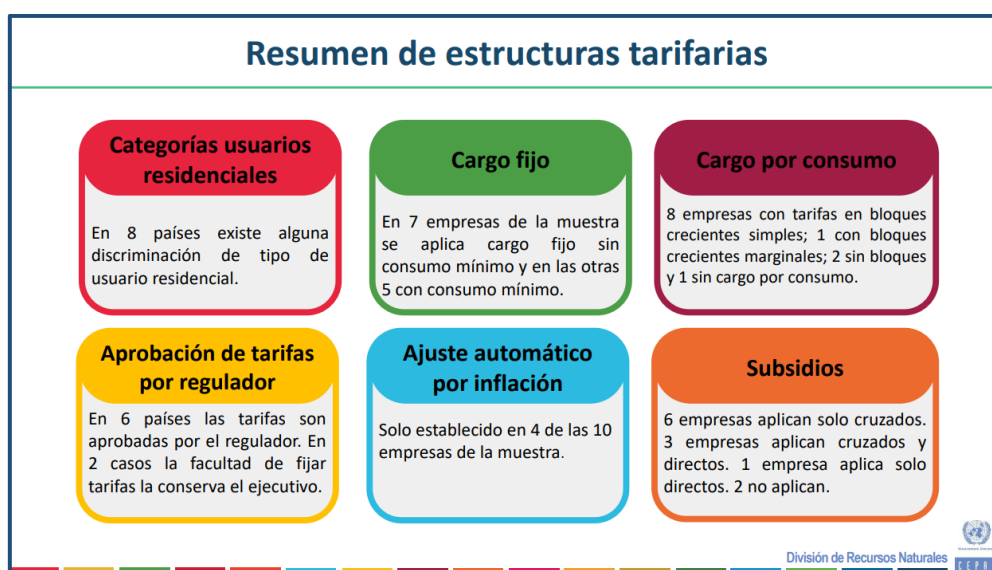 Resumen de estructuras tarifarias
Categorías usuarios
residenciales
En 8 países existe alguna
discriminación de tipo de
usuario residencial.
Cargo fijo
En 7 empresas de la muestra
se aplica cargo fijo sin
consumo mínimo y en las otras
5 con consumo mínimo.
Cargo por consumo
8 empresas con tarifas en bloques
crecientes simples; 1 con bloques
crecientes marginales; 2 sin bloques
y 1 sin cargo por consumo.
Aprobación de tarifas
por regulador
En 6 países las tarifas son
aprobadas por el regulador. En
2 casos la facultad de fijar
tarifas la conserva el ejecutivo.
Ajuste automático
por inflación
Solo establecido en 4 de las 10
empresas de la muestra.
Subsidios
6 empresas aplican solo cruzados.
3 empresas aplican cruzados y
directos. 1 empresa aplica solo
directos. 2 no aplican.
División de Recursos Naturales
CEPAL